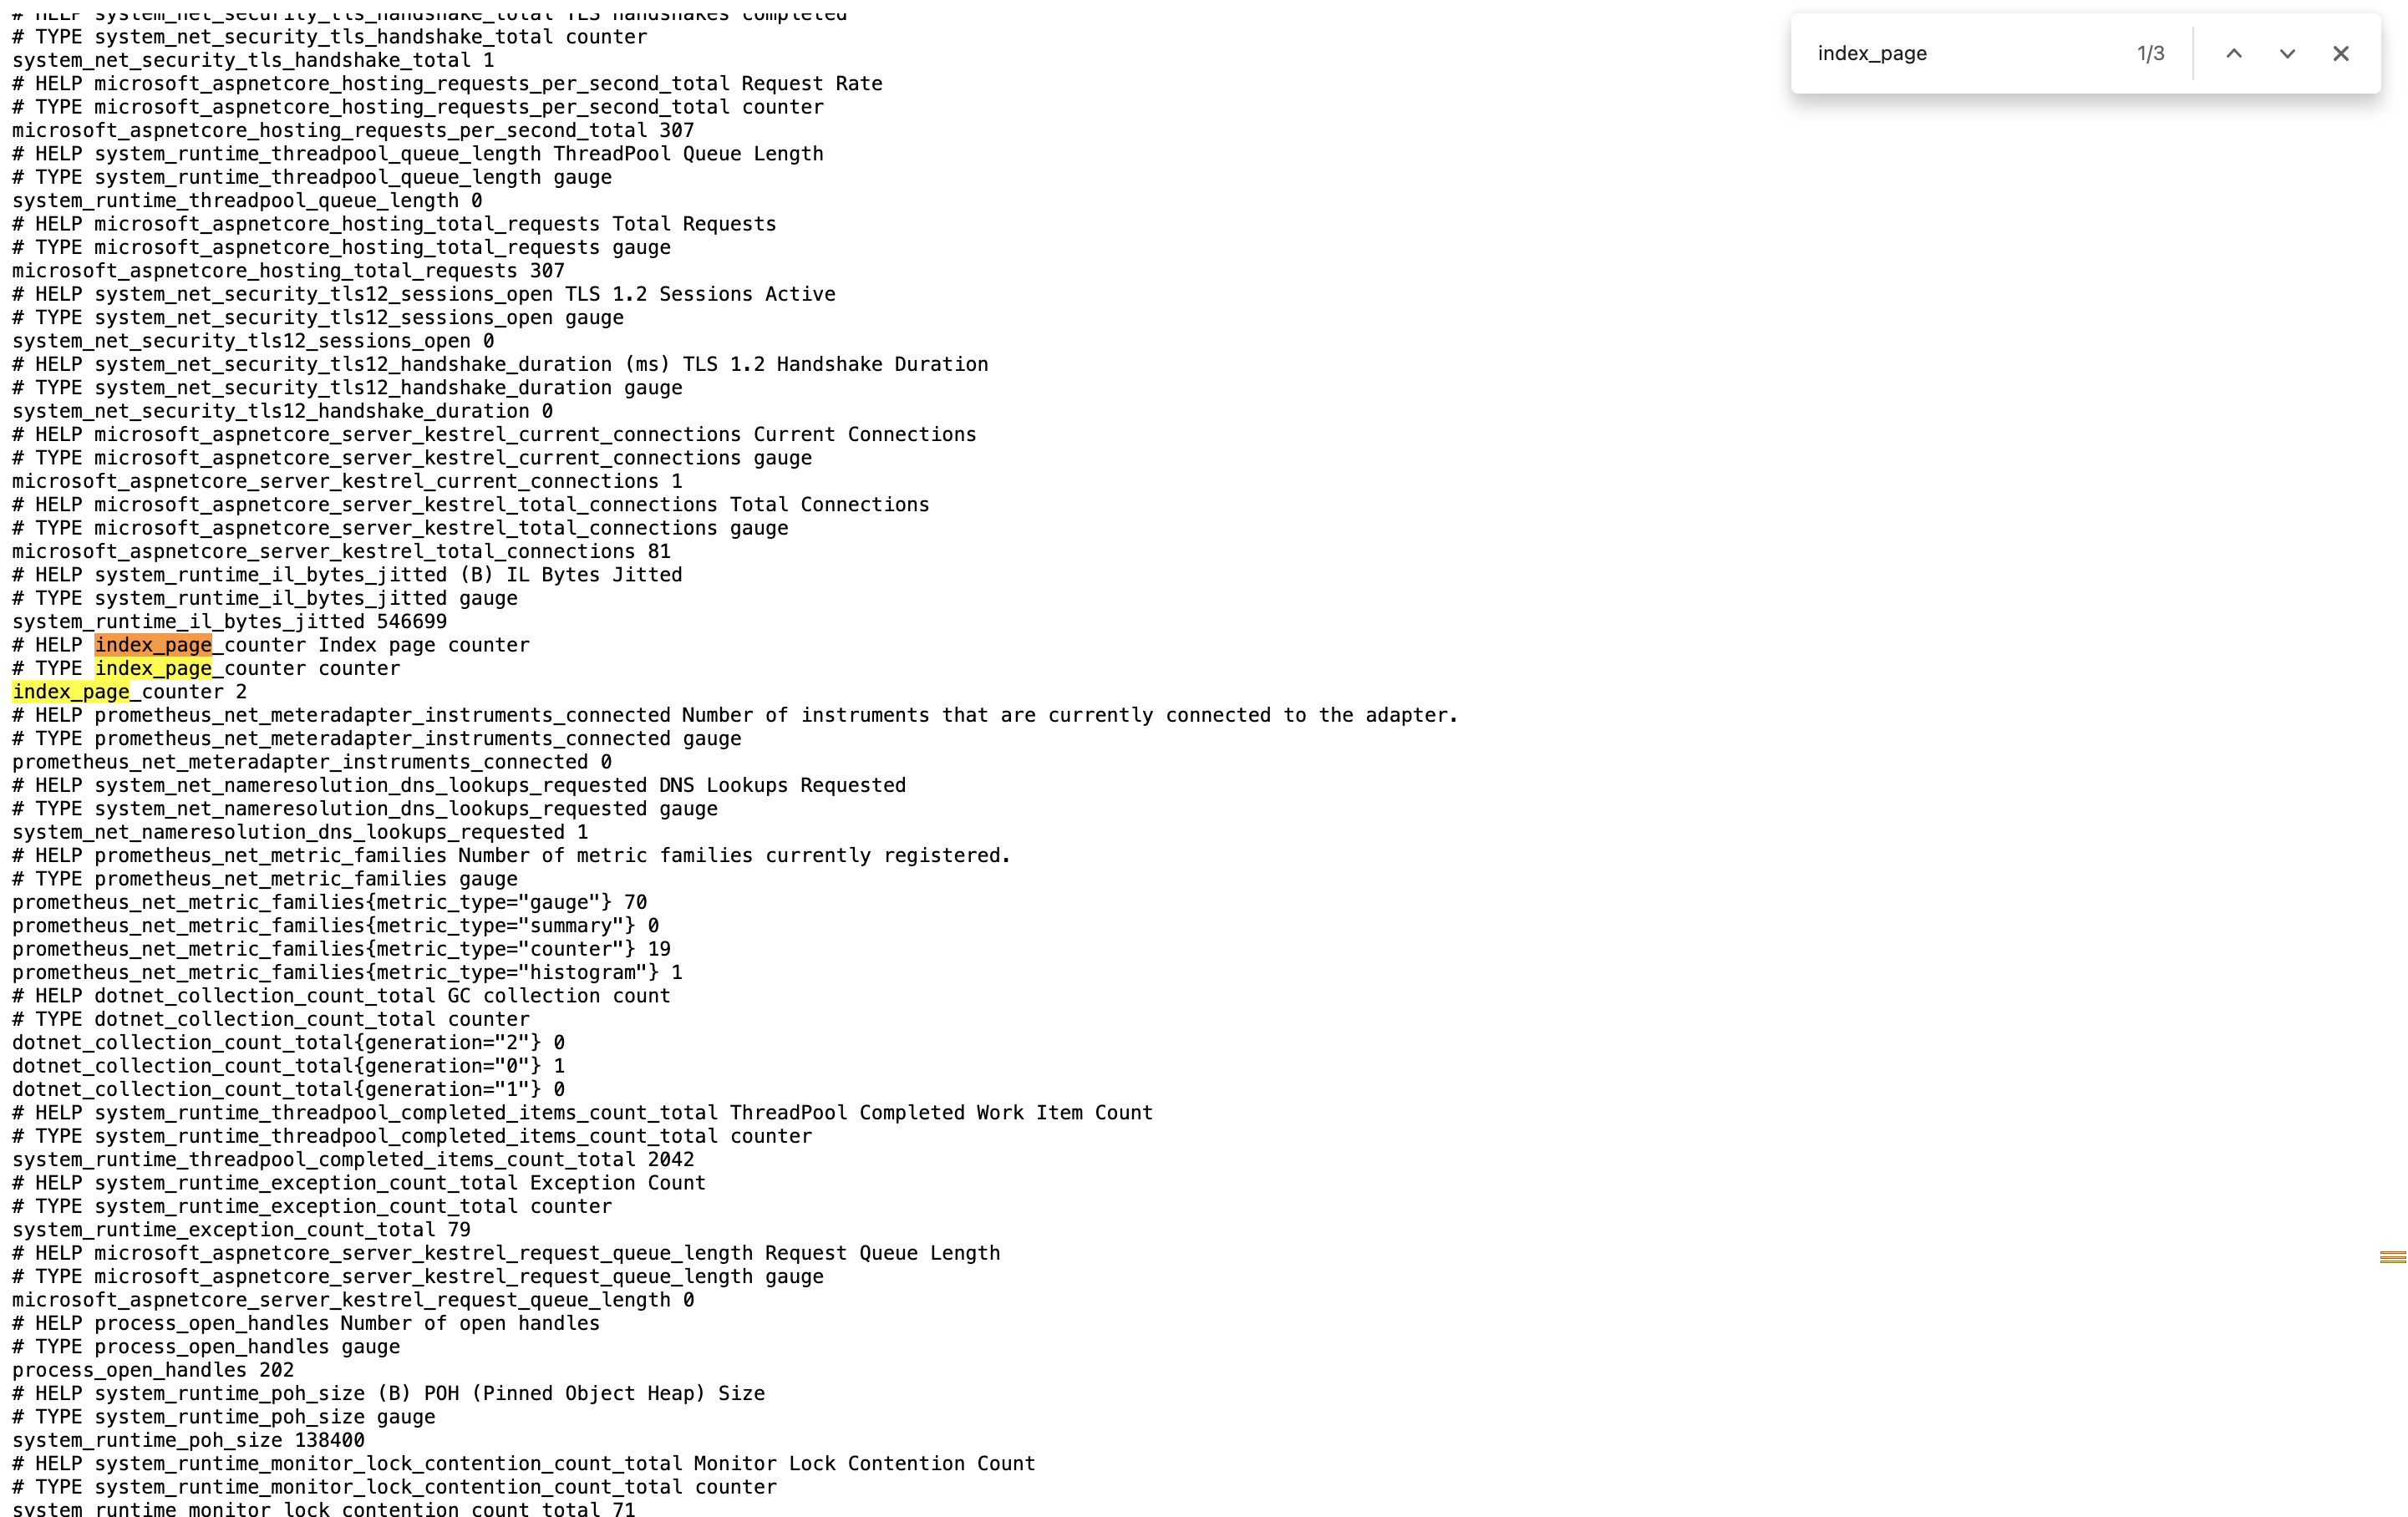 # HELP system_net_security_tls_handshake_total TLS handshakes completed
# TYPE system_net_security_tls_handshake_total counter
system_net_security_tls_handshake_total 1
# HELP microsoft_aspnetcore_hosting_requests_per_second_total Request Rate
# TYPE microsoft_aspnetcore_hosting_requests_per_second_total counter
microsoft_aspnetcore_hosting_requests_per_second_total 307
# HELP system_runtime_threadpool_queue_length ThreadPool Queue Length
# TYPE system_runtime_threadpool_queue_length gauge
system_runtime_threadpool_queue_length 0
# HELP microsoft_aspnetcore_hosting_total_requests Total Requests
# TYPE microsoft_aspnetcore_hosting_total_requests gauge
microsoft_aspnetcore_hosting_total_requests 307
# HELP system_net_security_tls12_sessions_open TLS 1.2 Sessions Active
# TYPE system_net_security_tls12_sessions_open gauge
system_net_security_tls12_sessions_open 0
# HELP system_net_security_tls12_handshake_duration (ms) TLS 1.2 Handshake Duration
# TYPE system_net_security_tls12_handshake_duration gauge
system_net_security_tls12_handshake_duration 0
# HELP microsoft_aspnetcore_server_kestrel_current_connections Current Connections
# TYPE microsoft_aspnetcore_server_kestrel_current_connections gauge
microsoft_aspnetcore_server_kestrel_current_connections 1
# HELP microsoft_aspnetcore_server_kestrel_total_connections Total Connections
# TYPE microsoft_aspnetcore_server_kestrel_total_connections gauge
microsoft_aspnetcore_server_kestrel_total_connections 81
# HELP system_runtime_il_bytes_jitted (B) IL Bytes Jitted
# TYPE system_runtime_il_bytes_jitted gauge
system_runtime_il_bytes_jitted 546699
# HELP index_page_counter Index page counter
# TYPE index_page_counter counter
index_page_counter 2
# HELP prometheus_net_meteradapter_instruments_connected Number of instruments that are currently connected to the adapter.
# TYPE prometheus_net_meteradapter_instruments_connected gauge
prometheus_net_meteradapter_instruments_connected 0
# HELP system_net_nameresolution_dns_lookups_requested DNS Lookups Requested
# TYPE system_net_nameresolution_dns_lookups_requested gauge
system_net_nameresolution_dns_lookups_requested 1
# HELP prometheus_net_metric_families Number of metric families currently registered.
# TYPE prometheus_net_metric_families gauge
prometheus_net_metric_families{metric_type="gauge"} 70
prometheus_net_metric_families{metric_type="summary"} 0
prometheus_net_metric_families{metric_type="counter"} 19
prometheus_net_metric_families{metric_type="histogram"} 1
# HELP dotnet_collection_count_total GC collection count
# TYPE dotnet_collection_count_total counter
dotnet_collection_count_total{generation="2"} 0
dotnet_collection_count_total{generation="0"} 1
dotnet_collection_count_total{generation="1"} 0
# HELP system_runtime_threadpool_completed_items_count_total ThreadPool Completed Work Item Count
# TYPE system_runtime_threadpool_completed_items_count_total counter
system_runtime_threadpool_completed_items_count_total 2042
# HELP system_runtime_exception_count_total Exception Count
# TYPE system_runtime_exception_count_total counter
system_runtime_exception_count_total 79
# HELP microsoft_aspnetcore_server_kestrel_request_queue_length Request Queue Length
# TYPE microsoft_aspnetcore_server_kestrel_request_queue_length gauge
microsoft_aspnetcore_server_kestrel_request_queue_length 0
# HELP process_open_handles Number of open handles
# TYPE process_open_handles gauge
process_open_handles 202
# HELP system_runtime_poh_size (B) POH (Pinned Object Heap) Size
# TYPE system_runtime_poh_size gauge
system_runtime_poh_size 138400
# HELP system_runtime_monitor_lock_contention_count_total Monitor Lock Contention Count
# TYPE system_runtime_monitor_lock_contention_count_total counter
system_runtime_monitor_lock_contention_count_total 71
index_page 1/3